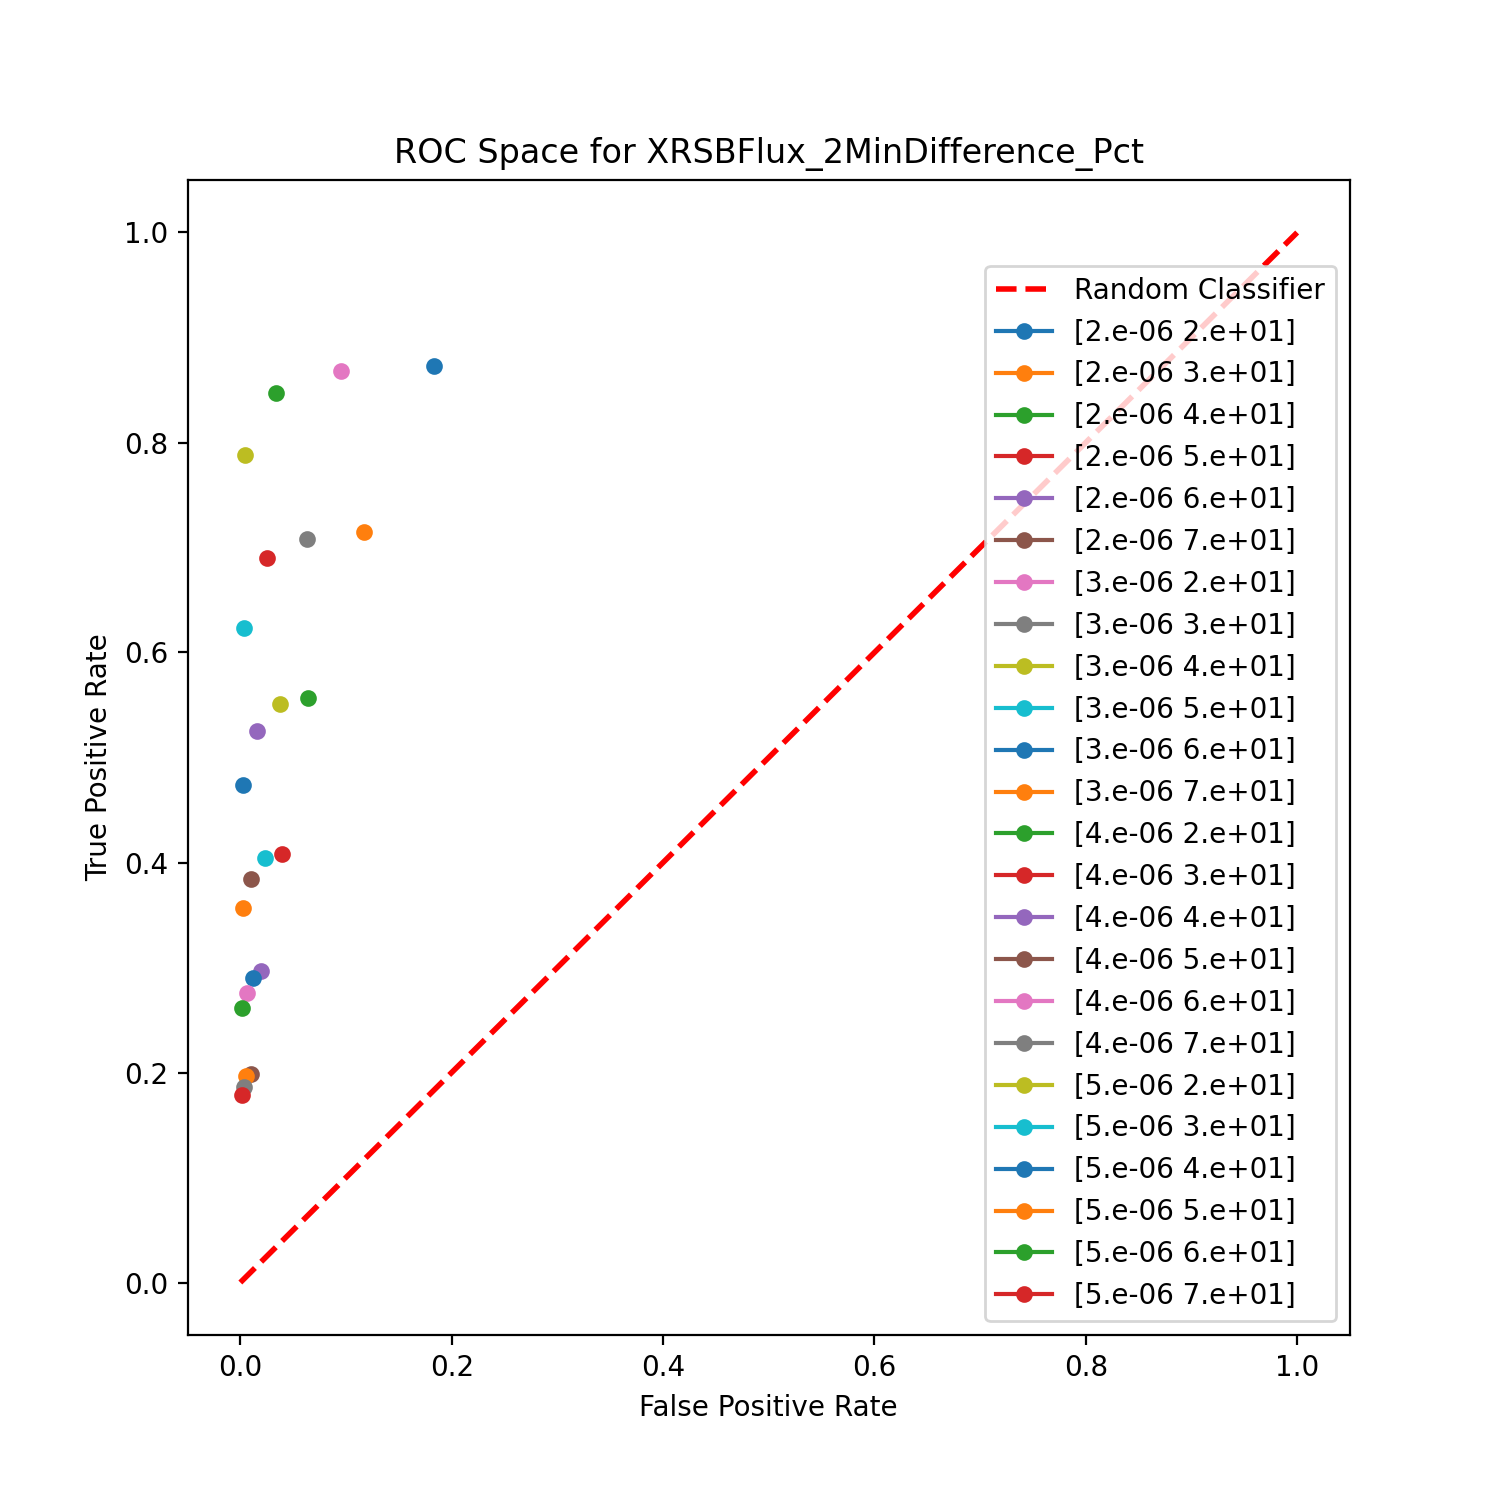 ROC Space for XRSBFlux_2MinDifference_Pct
1.0
0.8
0.6
0.4
0.2
0.0
True Positive Rate
0.0 0.2 0.4 0.6 0.8 1.0
False Positive Rate
Random Classifier
[2.e-06 2.e+01]
[2.e-06 3.e+01]
[2.e-06 4.e+01]
[2.e-06 5.e+01]
[2.e-06 6.e+01]
[2.e-06 7.e+01]
[3.e-06 2.e+01]
[3.e-06 3.e+01]
[3.e-06 4.e+01]
[3.e-06 5.e+01]
[3.e-06 6.e+01]
[3.e-06 7.e+01]
[4.e-06 2.e+01]
[4.e-06 3.e+01]
[4.e-06 4.e+01]
[4.e-06 5.e+01]
[4.e-06 6.e+01]
[4.e-06 7.e+01]
[5.e-06 2.e+01]
[5.e-06 3.e+01]
[5.e-06 4.e+01]
[5.e-06 5.e+01]
[5.e-06 6.e+01]
[5.e-06 7.e+01]